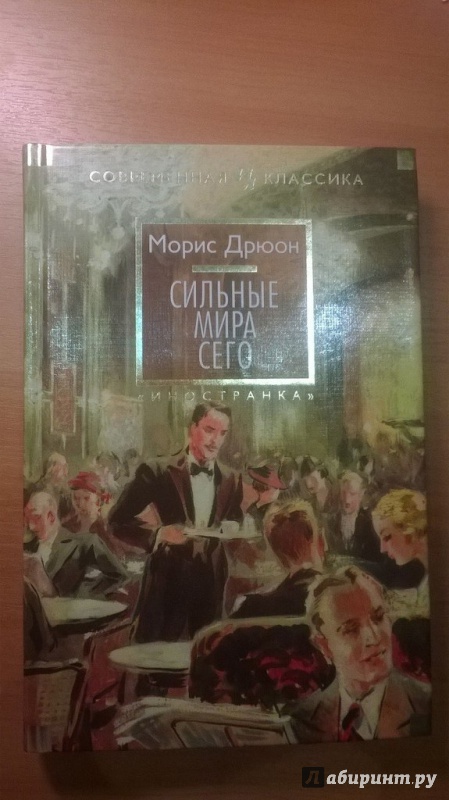 СОВРЕМЕННАЯ КЛАССИКА
МОРИС ДРЮОН
СИЛЬНЫЕ
МИРА
СЕГО
«ИНОСТРАНКА»
Лабиринт.ру